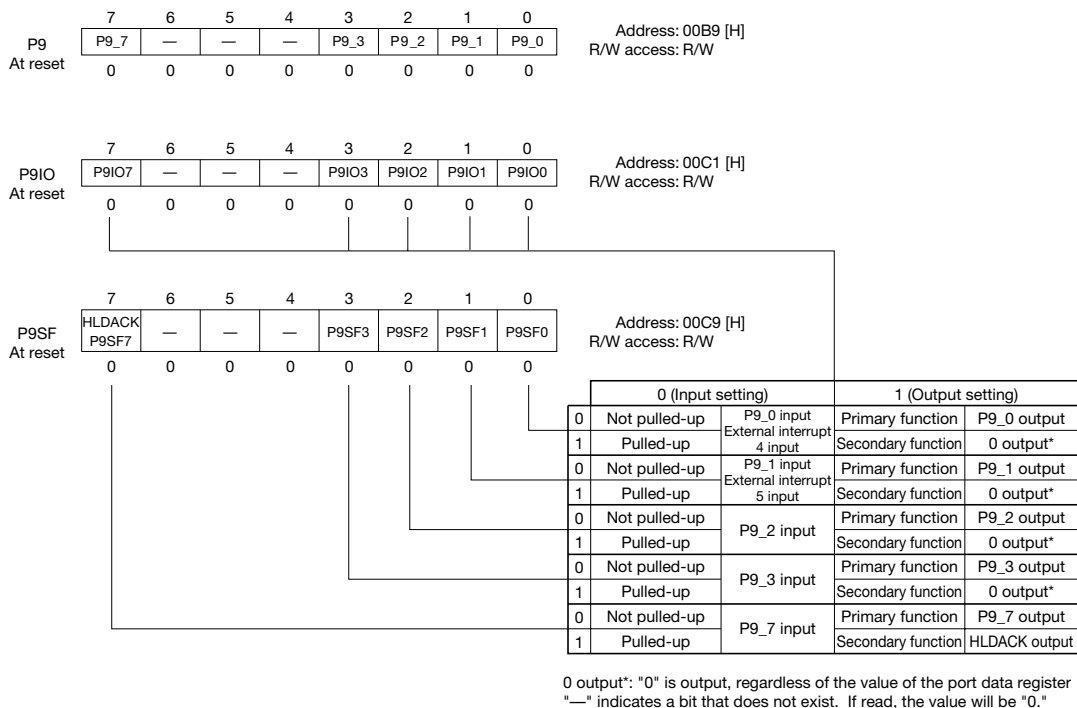 7 6 5 4 3 2 1 0
P9 P9_7 — — — P9_3 P9_2 P9_1 P9_0
At reset 0 0 0 0 0 0 0 0
Address: 00B9 [H]
R/W access: R/W
7 6 5 4 3 2 1 0
P9IO P9IO7 — — — P9IO3 P9IO2 P9IO1 P9IO0
At reset 0 0 0 0 0 0 0 0
Address: 00C1 [H]
R/W access: R/W
7 6 5 4 3 2 1 0
P9SF HLDACK P9SF7 — — — P9SF3 P9SF2 P9SF1 P9SF0
At reset 0 0 0 0 0 0 0 0
Address: 00C9 [H]
R/W access: R/W
0 (Input setting) 1 (Output setting)
0 Not pulled-up P9_0 input Primary function P9_0 output
External interrupt
1 Pulled-up 4 input Secondary function 0 output*
0 Not pulled-up P9_1 input Primary function P9_1 output
External interrupt
1 Pulled-up 5 input Secondary function 0 output*
0 Not pulled-up P9_2 input Primary function P9_2 output
1 Pulled-up Secondary function 0 output*
0 Not pulled-up P9_3 input Primary function P9_3 output
1 Pulled-up Secondary function 0 output*
0 Not pulled-up P9_7 input Primary function P9_7 output
1 Pulled-up Secondary function HLDACK output
0 output*: "0" is output, regardless of the value of the port data register
"—" indicates a bit that does not exist. If read, the value will be "0."